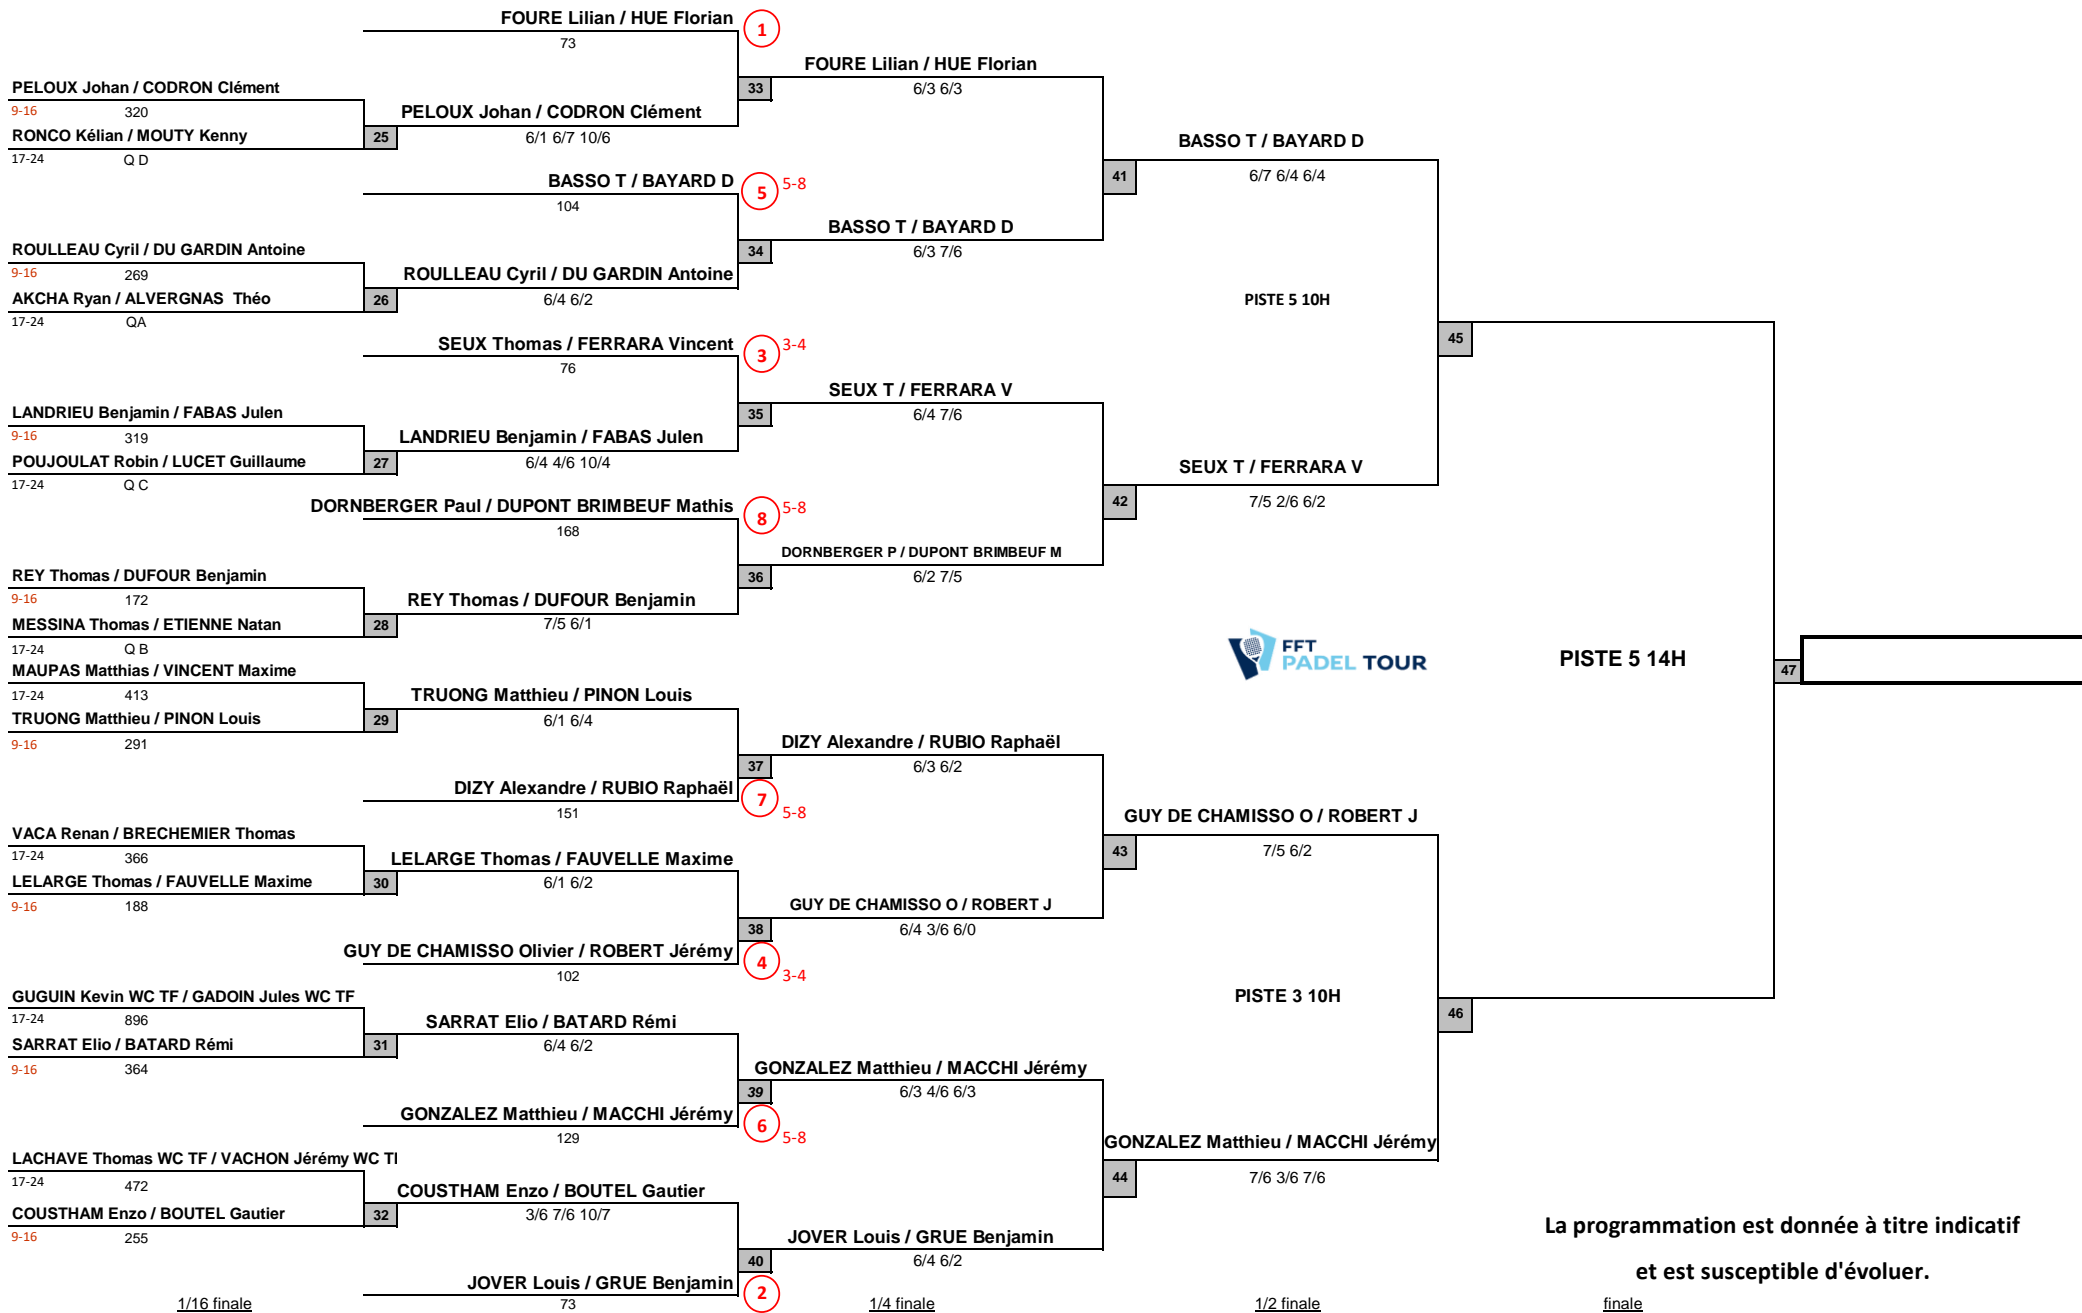 FOURE Lilian / HUE Florian
1
73
FOURE Lilian / HUE Florian
PELOUX Johan / CODRON Clément
33
6/3 6/3
9-16
320
PELOUX Johan / CODRON Clément
RONCO Kélian / MOUTY Kenny
25
6/1 6/7 10/6
BASSO T / BAYARD D
17-24
Q D
BASSO T / BAYARD D
5
5-8
41
6/7 6/4 6/4
104
BASSO T / BAYARD D
ROULLEAU Cyril / DU GARDIN Antoine
34
6/3 7/6
9-16
269
ROULLEAU Cyril / DU GARDIN Antoine
AKCHA Ryan / ALVERGNAS Théo
26
6/4 6/2
PISTE 5 10H
17-24
QA
SEUX Thomas / FERRARA Vincent
3
3-4
45
76
SEUX T / FERRARA V
LANDRIEU Benjamin / FABAS Julen
35
6/4 7/6
9-16
319
LANDRIEU Benjamin / FABAS Julen
POUJOULAT Robin / LUCET Guillaume
27
6/4 4/6 10/4
SEUX T / FERRARA V
17-24
Q C
DORNBERGER Paul / DUPONT BRIMBEUF Mathis
8
5-8
42
7/5 2/6 6/2
168
DORNBERGER P / DUPONT BRIMBEUF M
REY Thomas / DUFOUR Benjamin
36
6/2 7/5
9-16
172
REY Thomas / DUFOUR Benjamin
MESSINA Thomas / ETIENNE Natan
28
7/5 6/1
17-24
Q B
FFT
PADEL TOUR
PISTE 5 14H
47
MAUPAS Matthias / VINCENT Maxime
17-24
413
TRUONG Matthieu / PINON Louis
TRUONG Matthieu / PINON Louis
29
6/1 6/4
9-16
291
DIZY Alexandre / RUBIO Raphaël
37
6/3 6/2
DIZY Alexandre / RUBIO Raphaël
7
5-8
151
GUY DE CHAMISSO O / ROBERT J
VACA Renan / BRECHEMIER Thomas
17-24
366
LELARGE Thomas / FAUVELLE Maxime
43
7/5 6/2
LELARGE Thomas / FAUVELLE Maxime
30
6/1 6/2
9-16
188
GUY DE CHAMISSO O / ROBERT J
38
6/4 3/6 6/0
GUY DE CHAMISSO Olivier / ROBERT Jérémy
4
3-4
102
PISTE 3 10H
GUGUIN Kevin WC TF / GADOIN Jules WC TF
17-24
896
SARRAT Elio / BATARD Rémi
46
SARRAT Elio / BATARD Rémi
31
6/4 6/2
9-16
364
GONZALEZ Matthieu / MACCHI Jérémy
39
6/3 4/6 6/3
GONZALEZ Matthieu / MACCHI Jérémy
6
5-8
129
GONZALEZ Matthieu / MACCHI Jérémy
LACHAVE Thomas WC TF / VACHON Jérémy WC TI
17-24
472
COUSTHAM Enzo / BOUTEL Gautier
44
7/6 3/6 7/6
COUSTHAM Enzo / BOUTEL Gautier
32
3/6 7/6 10/7
9-16
255
JOVER Louis / GRUE Benjamin
La programmation est donnée à titre indicatif
40
6/4 6/2
et est susceptible d'évoluer.
JOVER Louis / GRUE Benjamin
2
73
1/16 finale
1/4 finale
1/2 finale
finale